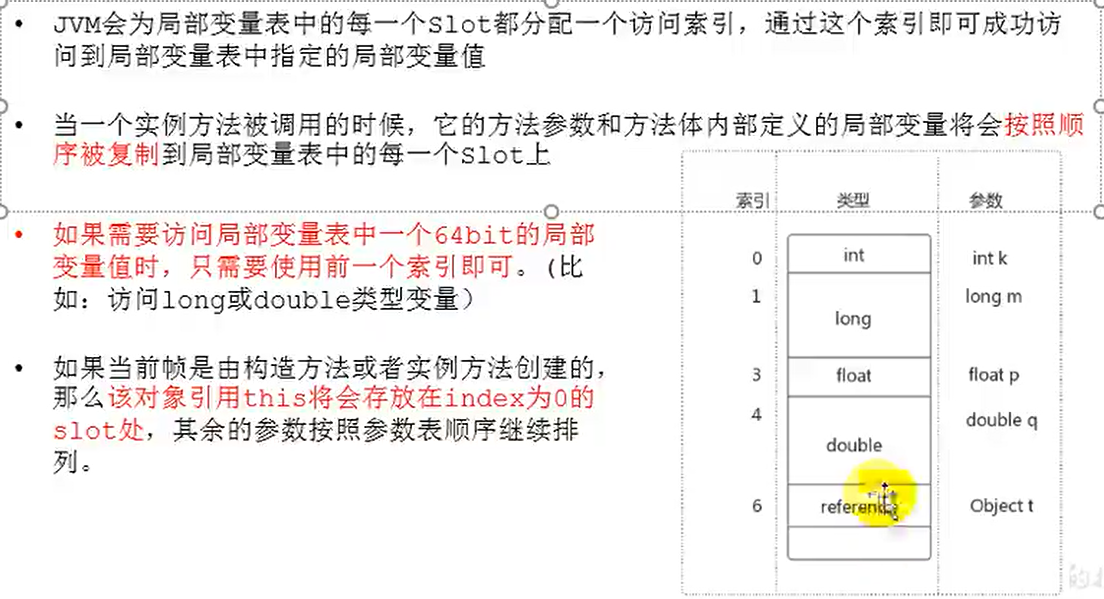 • JVM会为局部变量表中的每一个Slot都分配一个访问索引，通过这个索引即可成功访
问到局部变量表中指定的局部变量值
• 当一个实例方法被调用的时候，它的方法参数和方法体内部定义的局部变量将会按照顺
序被复制到局部变量表中的每一个Slot上
• 如果需要访问局部变量表中一个64bit的局部
变量值时，只需要使用前一个索引即可。(比
如：访问long或double类型变量）
• 如果当前帧是由构造方法或者实例方法创建的，
那么该对象引用this将会存放在index为0的
slot处，其余的参数按照参数表顺序继续排
列。
索引 类型 参数
0 int int k
1 long long m
3 float float p
4 double double q
6 reference Object t